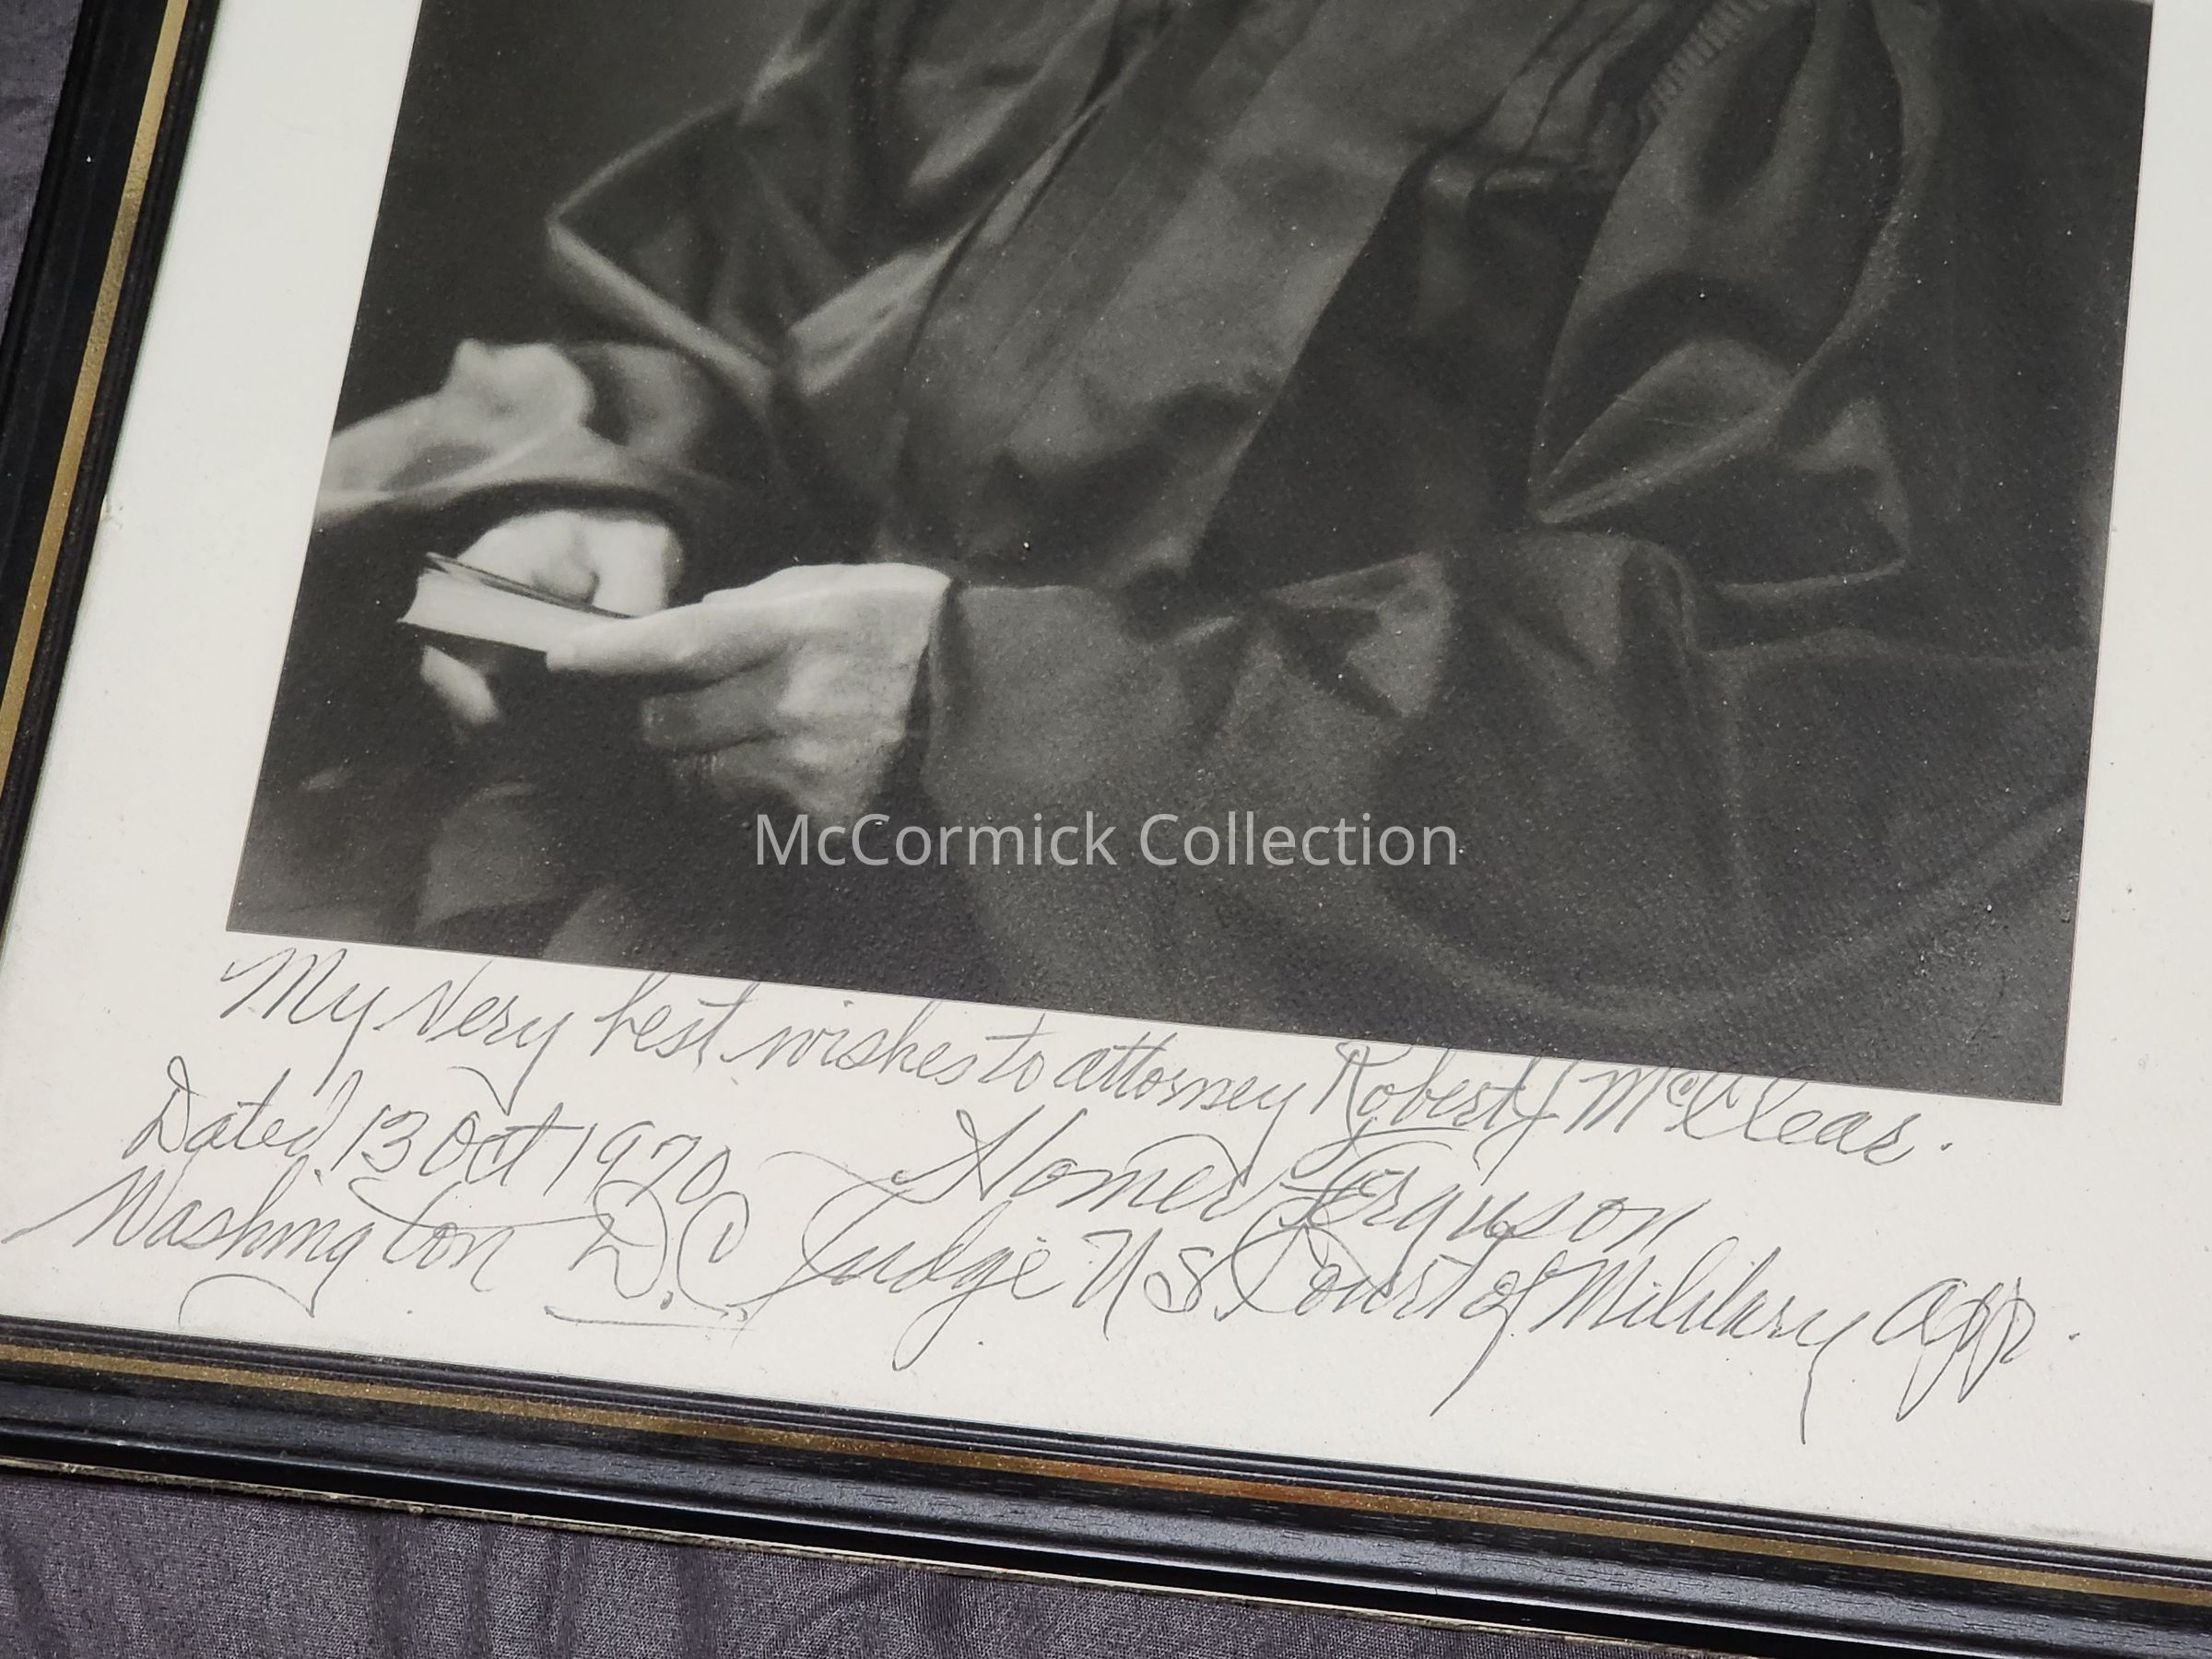 McCormick Collection
My Very best wishes to attorney Robert J McClear.
Dated 13 Oct 1970 Homer Ferguson
Washington D.C. Judge U S. Court of Military App.